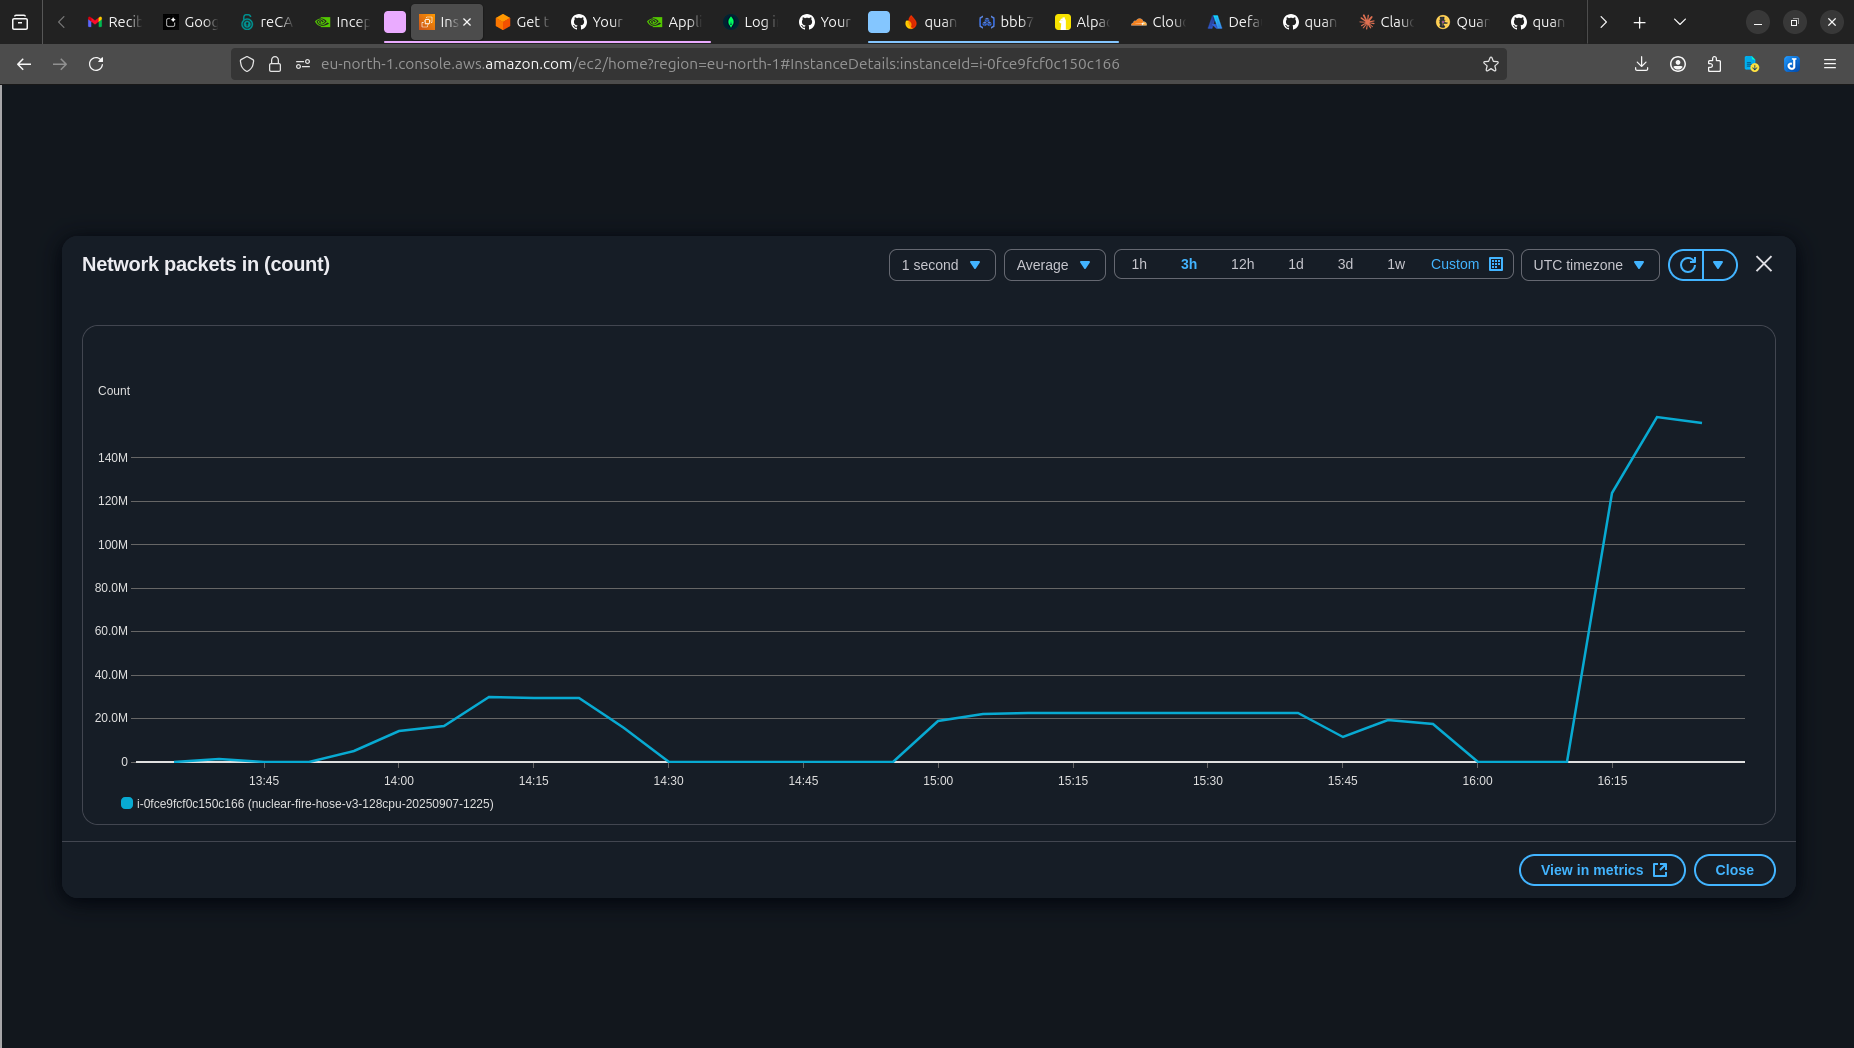 Recib
Goog
reCA
Incep
Ins
Get t
Your
Appli
Log i
Your
quan
bbb7
Alpac
Clou
Defa
quan
Clauc
Quan
quan
eu-north-1.console.aws.amazon.com/ec2/home?region=eu-north-1#InstanceDetails:instanceId=i-0fce9fcf0c150c166
Network packets in (count)
1 second
Average
1h 3h 12h 1d 3d 1w Custom
UTC timezone
Count
140M
120M
100M
80.0M
60.0M
40.0M
20.0M
0
13:45 14:00 14:15 14:30 14:45 15:00 15:15 15:30 15:45 16:00 16:15
i-0fce9fcf0c150c166 (nuclear-fire-hose-v3-128cpu-20250907-1225)
View in metrics
Close